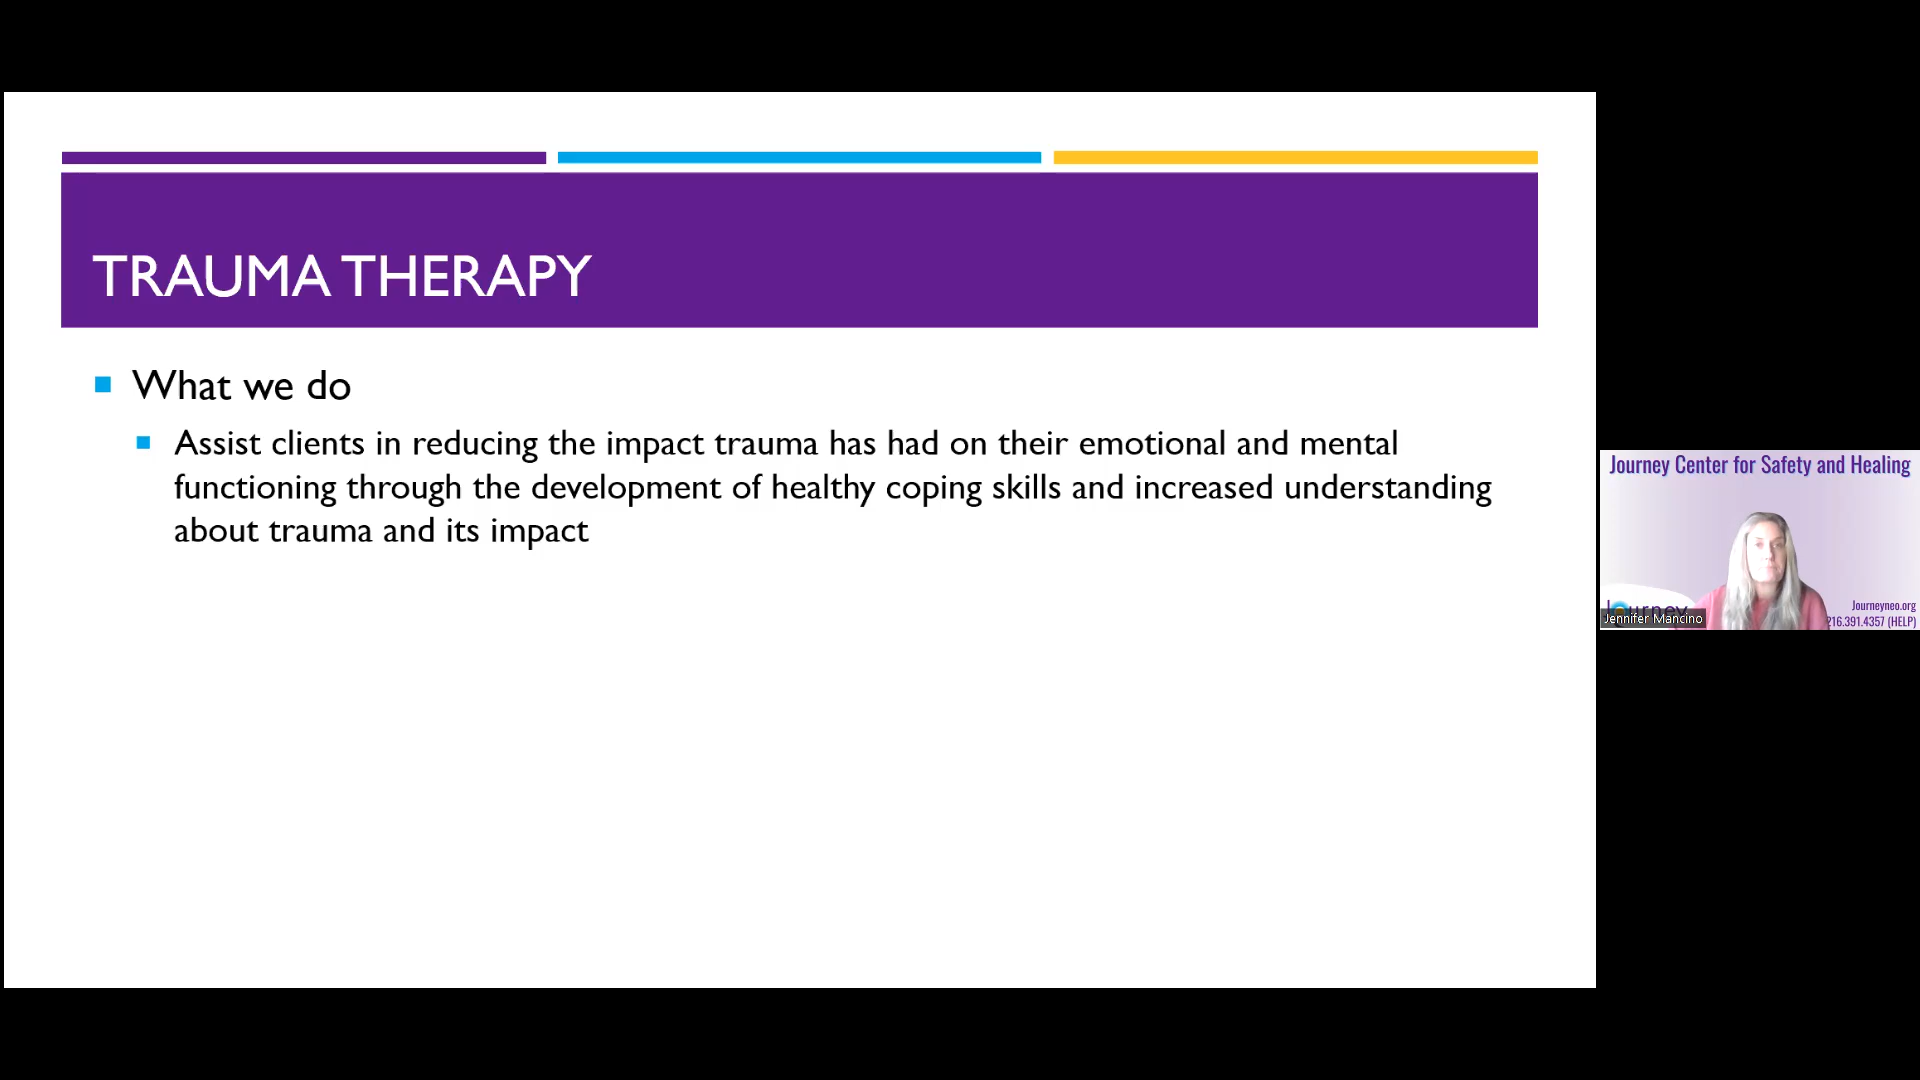 TRAUMA THERAPY
What we do
Assist clients in reducing the impact trauma has had on their emotional and mental
functioning through the development of healthy coping skills and increased understanding
about trauma and its impact
Journey Center for Safety and Healing
Journey
Jennifer Mancino
Journeyneo.org
216.391.4357 (HELP)